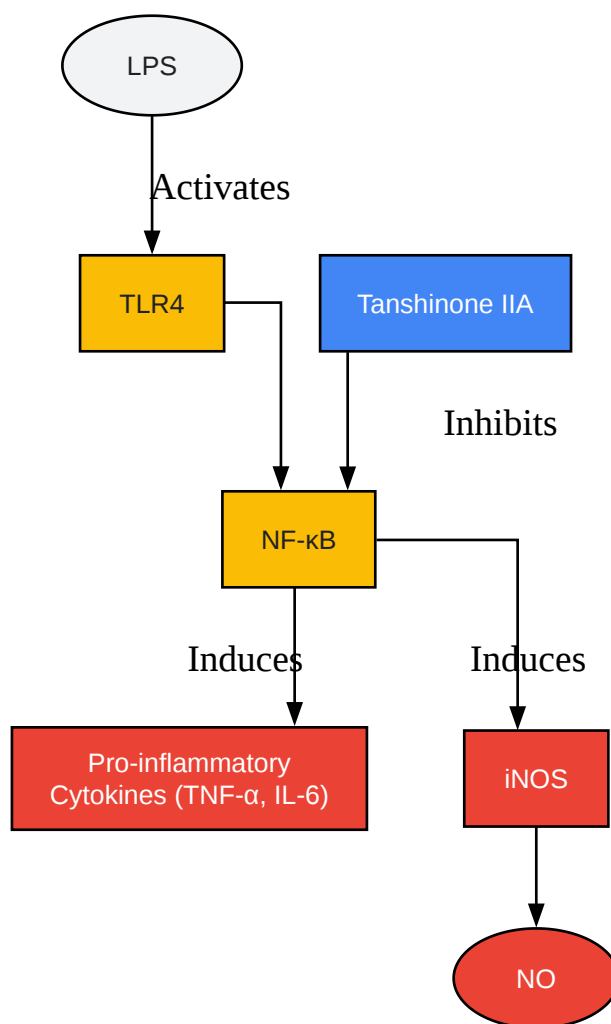 LPS
Activates
TLR4
Tanshinone IIA
Inhibits
NF-κB
Induces
Induces
Pro-inflammatory
Cytokines (TNF-α, IL-6)
iNOS
NO